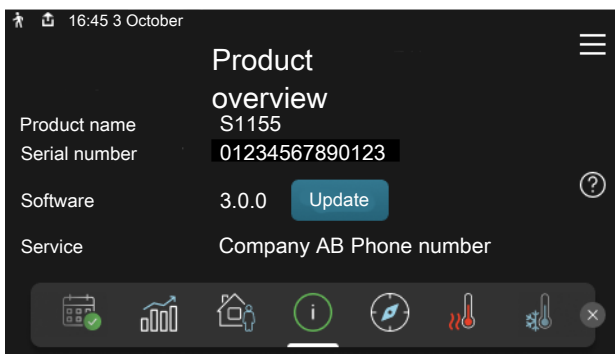 16:45 3 October
Product
overview
Product name S1155
Serial number 01234567890123
Software 3.0.0 Update
Service Company AB Phone number